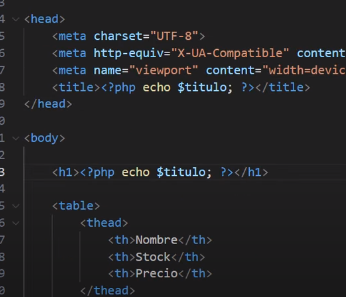 4 <head>
5 <meta charset="UTF-8">
6 <meta http-equiv="X-UA-Compatible" content
7 <meta name="viewport" content="width=devic
8 <title><?php echo $titulo; ?></title>
9 </head>
0
1 <body>
2
3 <h1><?php echo $titulo; ?></h1>
4
5 <table>
6 <thead>
7 <th>Nombre</th>
8 <th>Stock</th>
9 <th>Precio</th>
0 </thead>